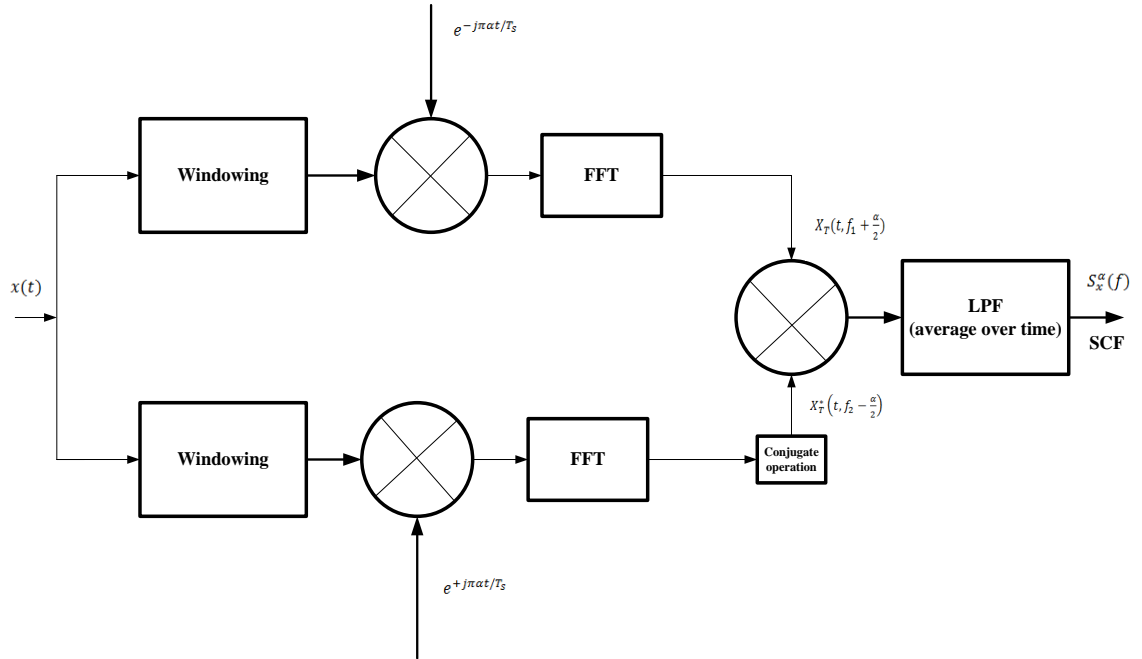 e^{-jπαt/T_S}
Windowing
FFT
X_T(t, f_1 + α/2)
x(t)
LPF
(average over time)
S_x^α(f)
SCF
X_T^*(t, f_2 − α/2)
Windowing
FFT
Conjugate
operation
e^{+jπαt/T_S}